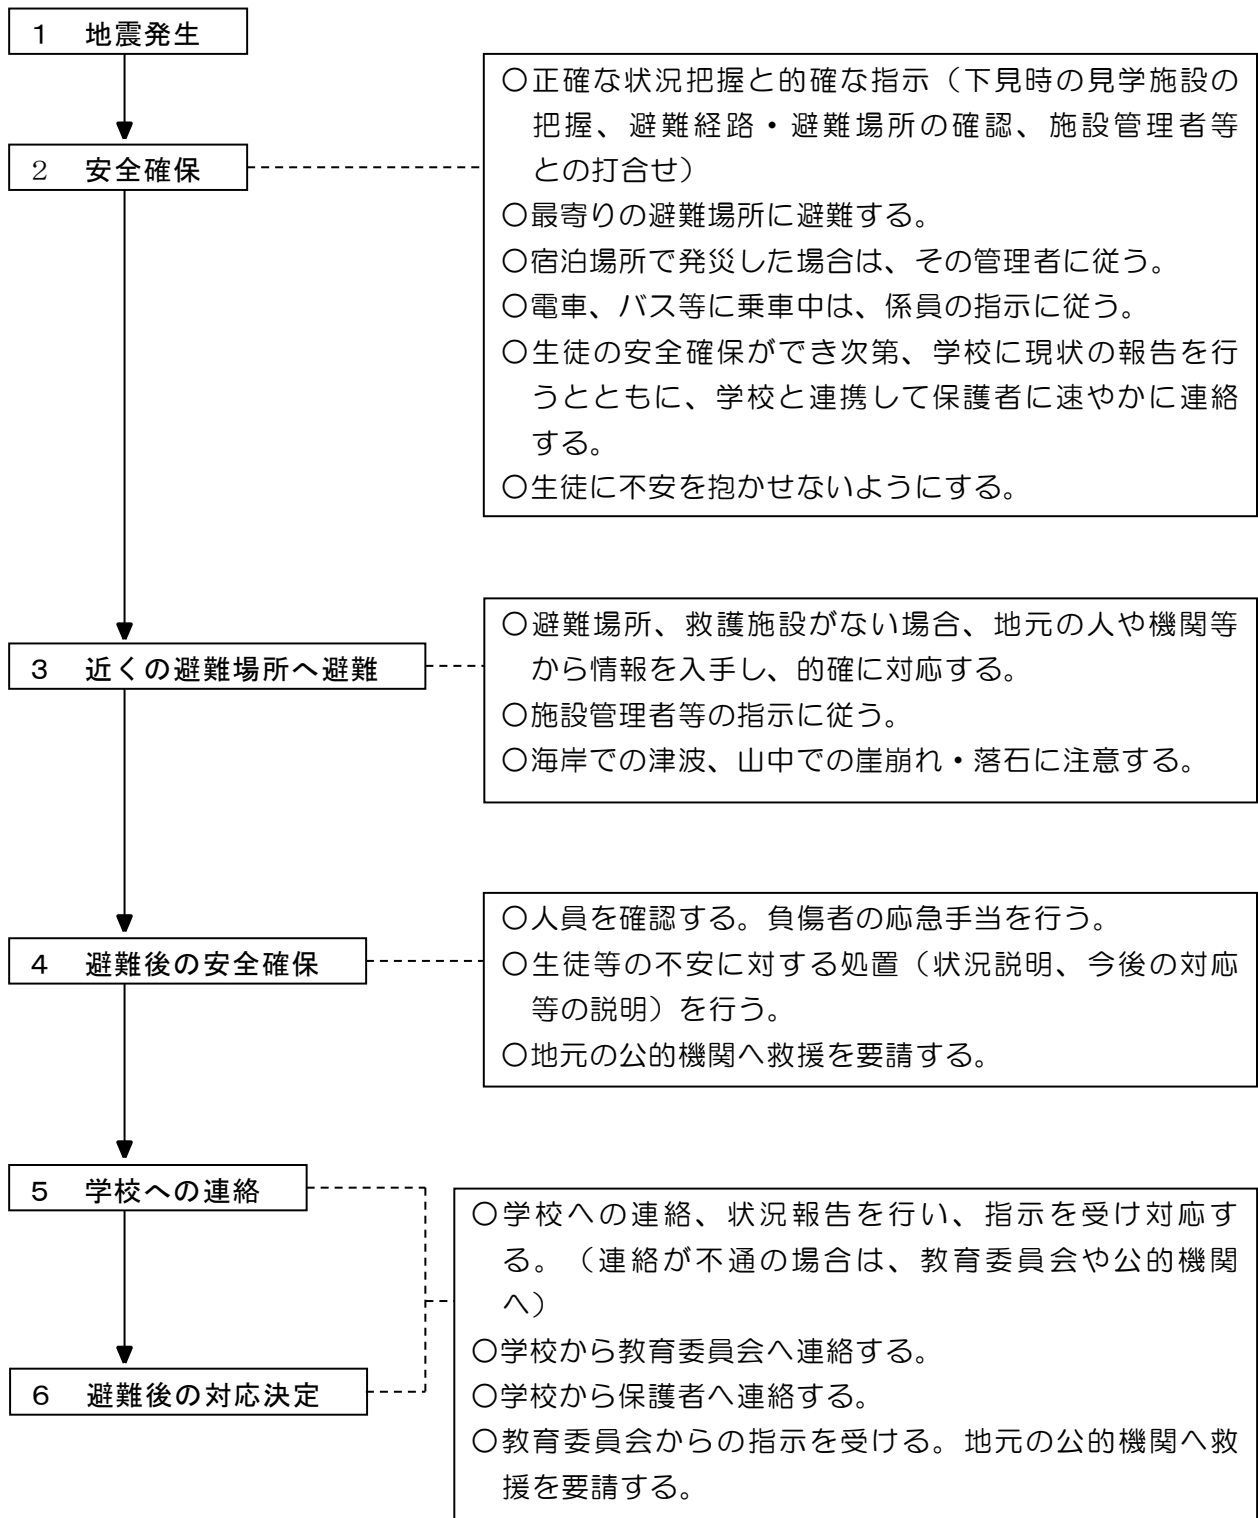 １　地震発生
２　安全確保
〇正確な状況把握と的確な指示（下見時の見学施設の
把握、避難経路・避難場所の確認、施設管理者等
との打合せ）
〇最寄りの避難場所に避難する。
〇宿泊場所で発災した場合は、その管理者に従う。
〇電車、バス等に乗車中は、係員の指示に従う。
〇生徒の安全確保ができ次第、学校に現状の報告を行
うとともに、学校と連携して保護者に速やかに連絡
する。
〇生徒に不安を抱かせないようにする。
３　近くの避難場所へ避難
〇避難場所、救護施設がない場合、地元の人や機関等
から情報を入手し、的確に対応する。
〇施設管理者等の指示に従う。
〇海岸での津波、山中での崖崩れ・落石に注意する。
４　避難後の安全確保
〇人員を確認する。負傷者の応急手当を行う。
〇生徒等の不安に対する処置（状況説明、今後の対応
等の説明）を行う。
〇地元の公的機関へ救援を要請する。
５　学校への連絡
６　避難後の対応決定
〇学校への連絡、状況報告を行い、指示を受け対応す
る。（連絡が不通の場合は、教育委員会や公的機関
へ）
〇学校から教育委員会へ連絡する。
〇学校から保護者へ連絡する。
〇教育委員会からの指示を受ける。地元の公的機関へ救
援を要請する。